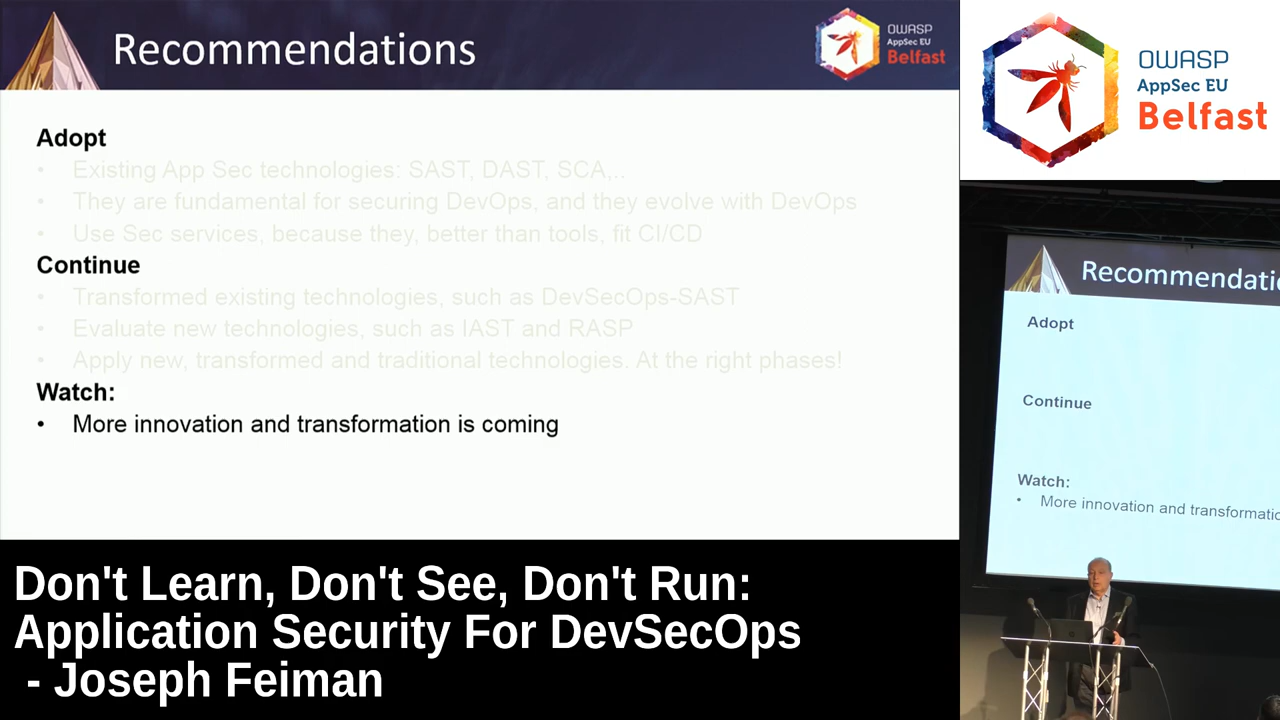 Recommendations
OWASP
AppSec EU
Belfast
Adopt
• Existing App Sec technologies: SAST, DAST, SCA,..
• They are fundamental for securing DevOps, and they evolve with DevOps
• Use Sec services, because they, better than tools, fit CI/CD
Continue
• Transformed existing technologies, such as DevSecOps-SAST
• Evaluate new technologies, such as IAST and RASP
• Apply new, transformed and traditional technologies. At the right phases!
Watch:
• More innovation and transformation is coming
OWASP
AppSec EU
Belfast
Recommendati
Adopt
Continue
Watch:
• More innovation and transformatio
Don't Learn, Don't See, Don't Run:
Application Security For DevSecOps
- Joseph Feiman